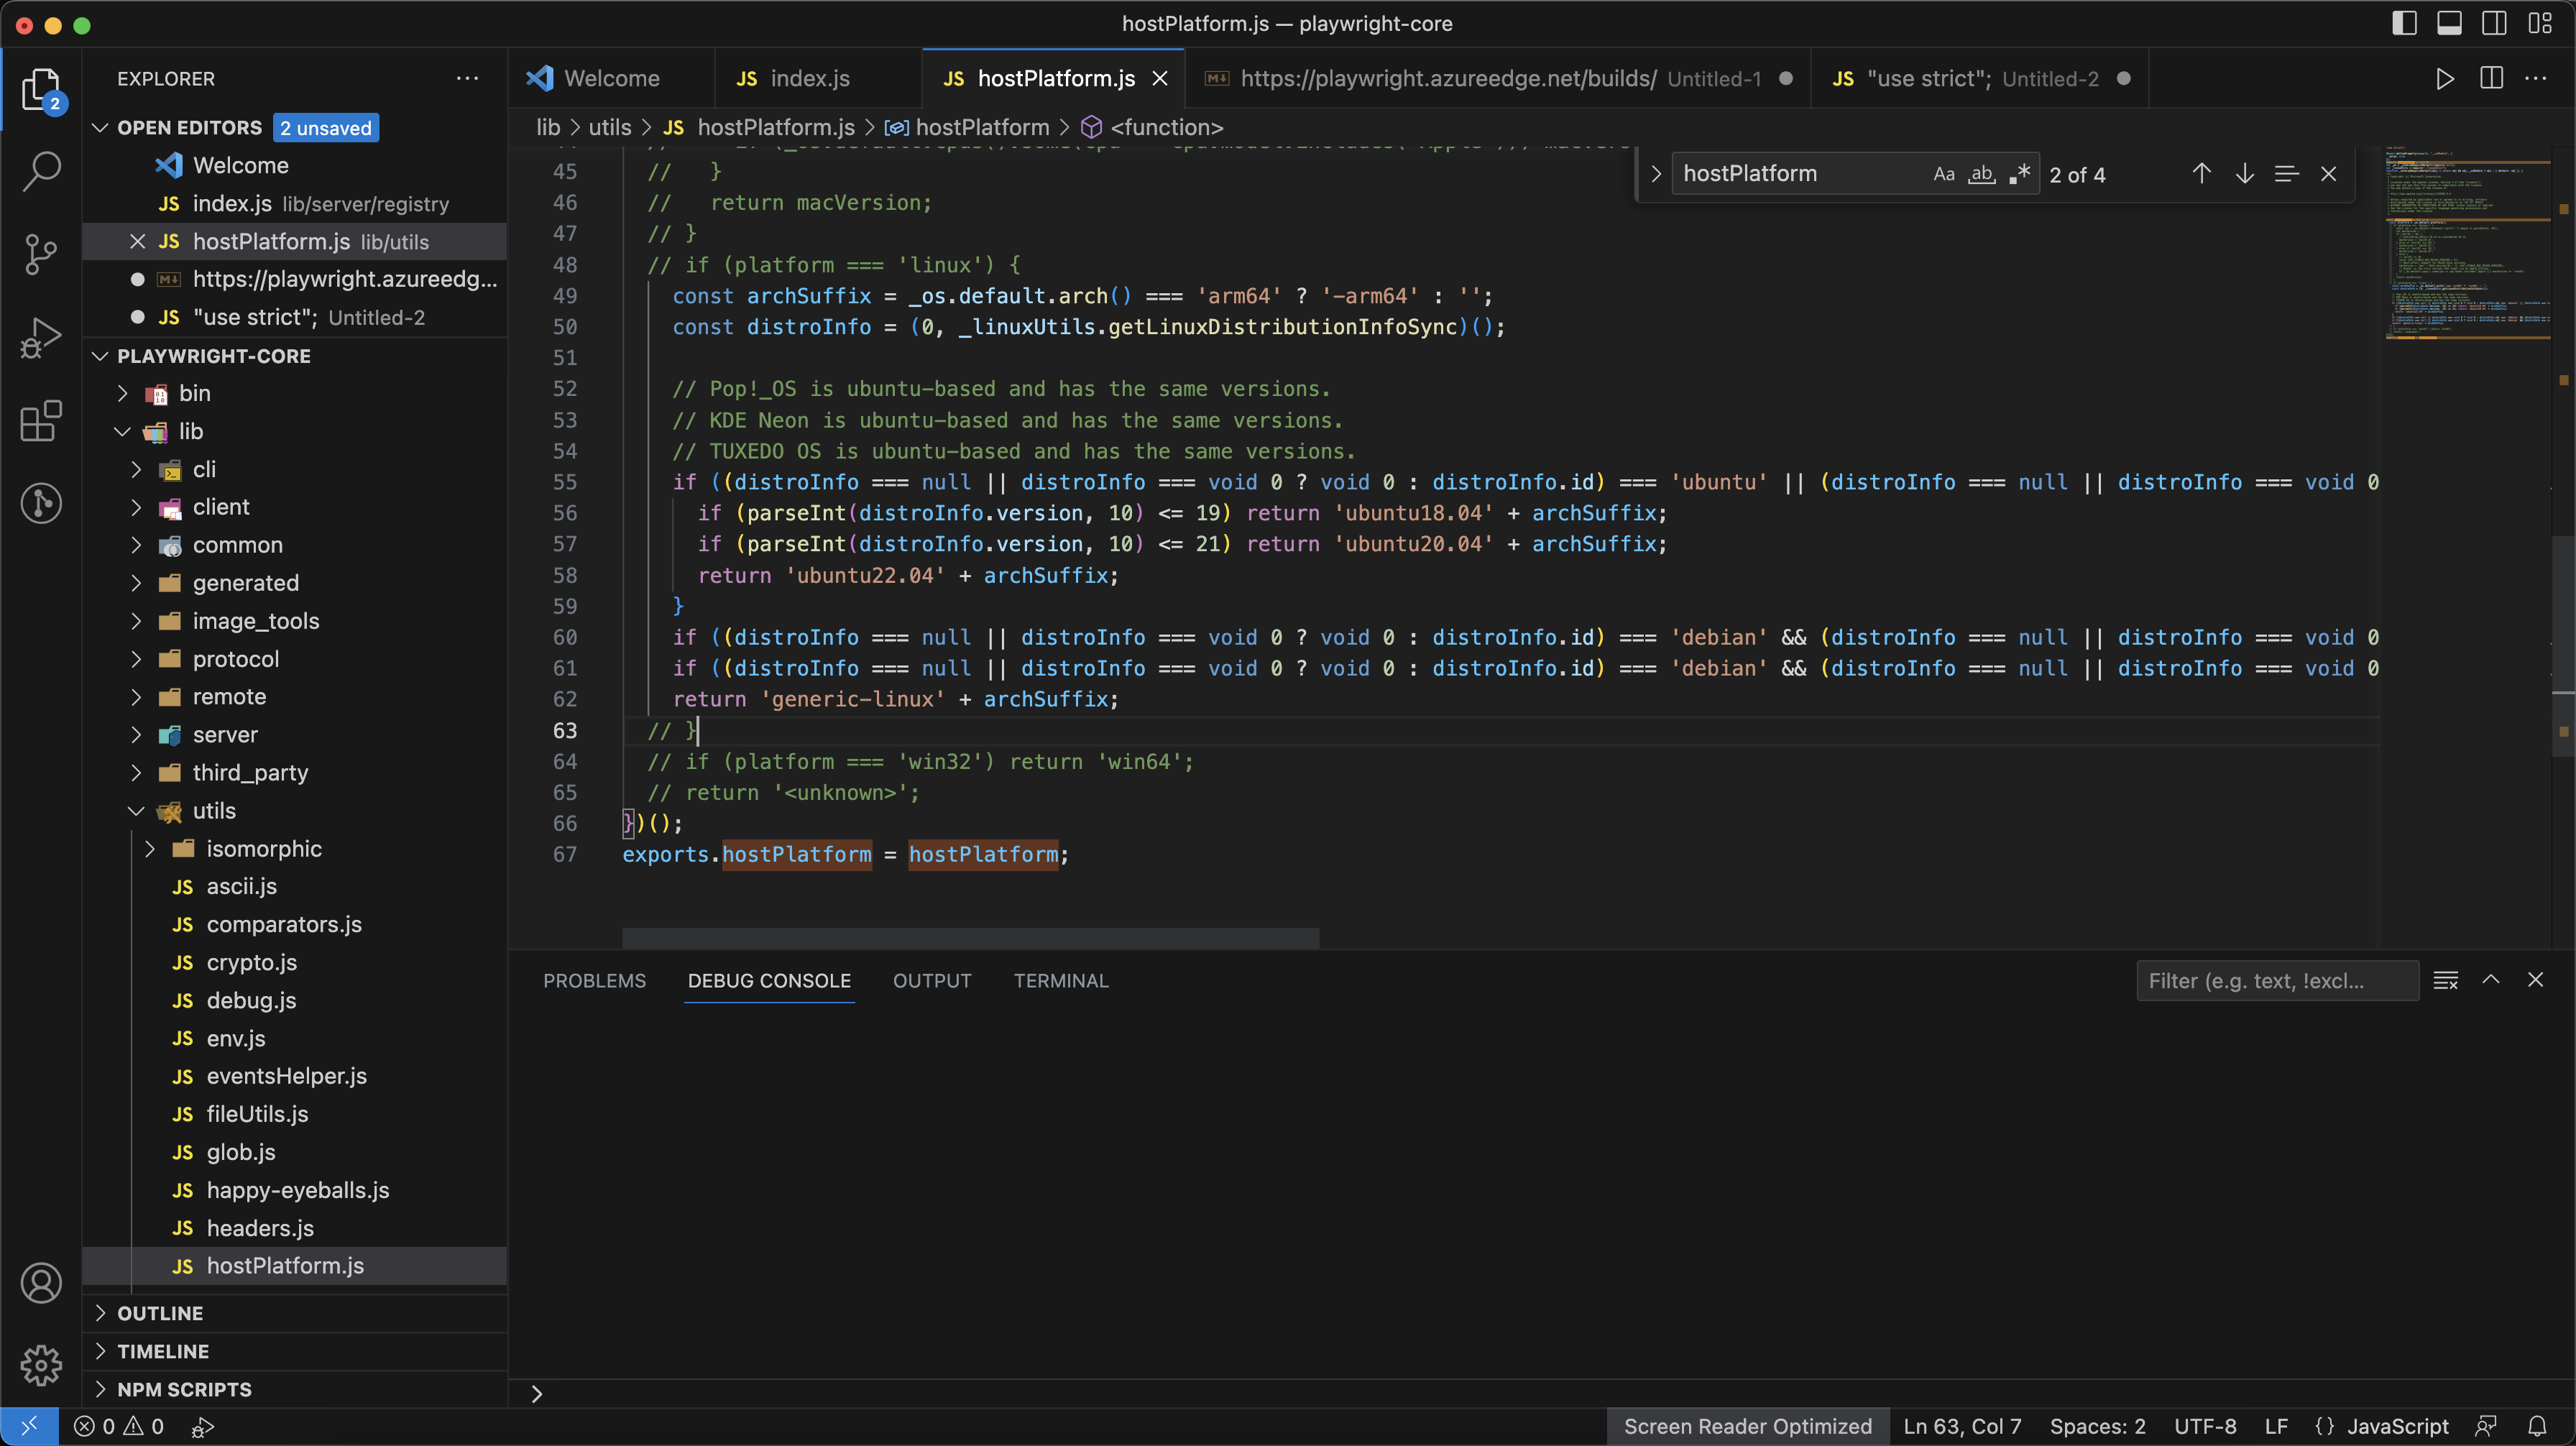 hostPlatform.js — playwright-core
EXPLORER
2
OPEN EDITORS 2 unsaved
Welcome
JS index.js lib/server/registry
JS hostPlatform.js lib/utils
https://playwright.azureedg...
JS "use strict"; Untitled-2
PLAYWRIGHT-CORE
bin
lib
cli
client
common
generated
image_tools
protocol
remote
server
third_party
utils
isomorphic
JS ascii.js
JS comparators.js
JS crypto.js
JS debug.js
JS env.js
JS eventsHelper.js
JS fileUtils.js
JS glob.js
JS happy-eyeballs.js
JS headers.js
JS hostPlatform.js
OUTLINE
TIMELINE
NPM SCRIPTS
Welcome
JS index.js
JS hostPlatform.js
https://playwright.azureedge.net/builds/ Untitled-1
JS "use strict"; Untitled-2
lib > utils > JS hostPlatform.js > hostPlatform > <function>
hostPlatform Aa ab .* 2 of 4
45 //   }
46 //   return macVersion;
47 // }
48 // if (platform === 'linux') {
49 const archSuffix = _os.default.arch() === 'arm64' ? '-arm64' : '';
50 const distroInfo = (0, _linuxUtils.getLinuxDistributionInfoSync)();
51
52 // Pop!_OS is ubuntu-based and has the same versions.
53 // KDE Neon is ubuntu-based and has the same versions.
54 // TUXEDO OS is ubuntu-based and has the same versions.
55 if ((distroInfo === null || distroInfo === void 0 ? void 0 : distroInfo.id) === 'ubuntu' || (distroInfo === null || distroInfo === void 0
56 if (parseInt(distroInfo.version, 10) <= 19) return 'ubuntu18.04' + archSuffix;
57 if (parseInt(distroInfo.version, 10) <= 21) return 'ubuntu20.04' + archSuffix;
58 return 'ubuntu22.04' + archSuffix;
59 }
60 if ((distroInfo === null || distroInfo === void 0 ? void 0 : distroInfo.id) === 'debian' && (distroInfo === null || distroInfo === void 0
61 if ((distroInfo === null || distroInfo === void 0 ? void 0 : distroInfo.id) === 'debian' && (distroInfo === null || distroInfo === void 0
62 return 'generic-linux' + archSuffix;
63 // }
64 // if (platform === 'win32') return 'win64';
65 // return '<unknown>';
66 })();
67 exports.hostPlatform = hostPlatform;
PROBLEMS DEBUG CONSOLE OUTPUT TERMINAL
Filter (e.g. text, !excl...
0 0
Screen Reader Optimized Ln 63, Col 7 Spaces: 2 UTF-8 LF {} JavaScript